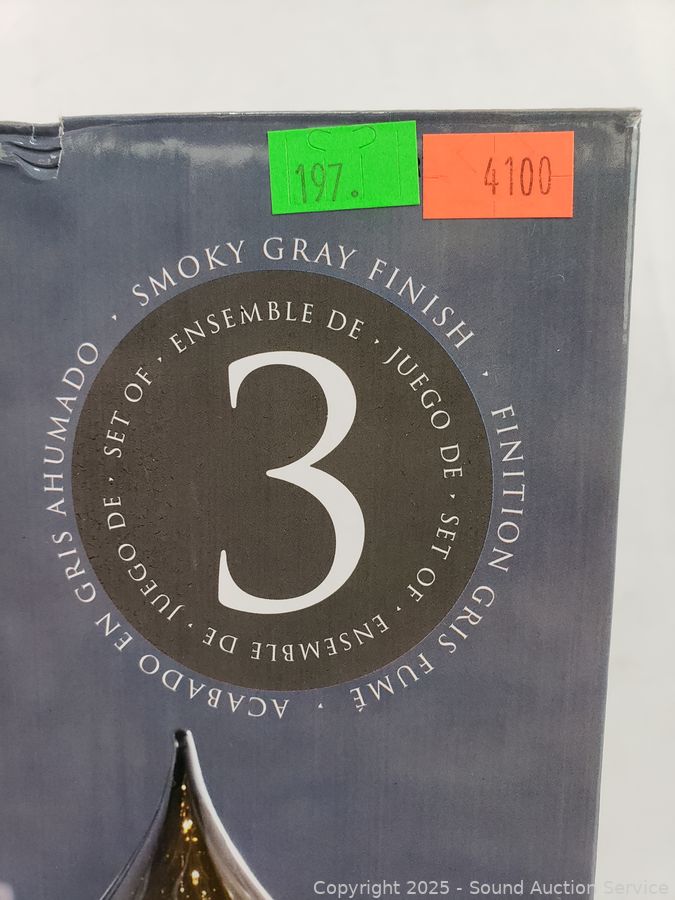 197.
4100
SMOKY GRAY FINISH · FINITION GRIS FUMÉ · ACABADO EN GRIS AHUMADO ·
SET OF · ENSEMBLE DE · JUEGO DE · SET OF · ENSEMBLE DE · JUEGO DE ·
3
Copyright 2025 - Sound Auction Service